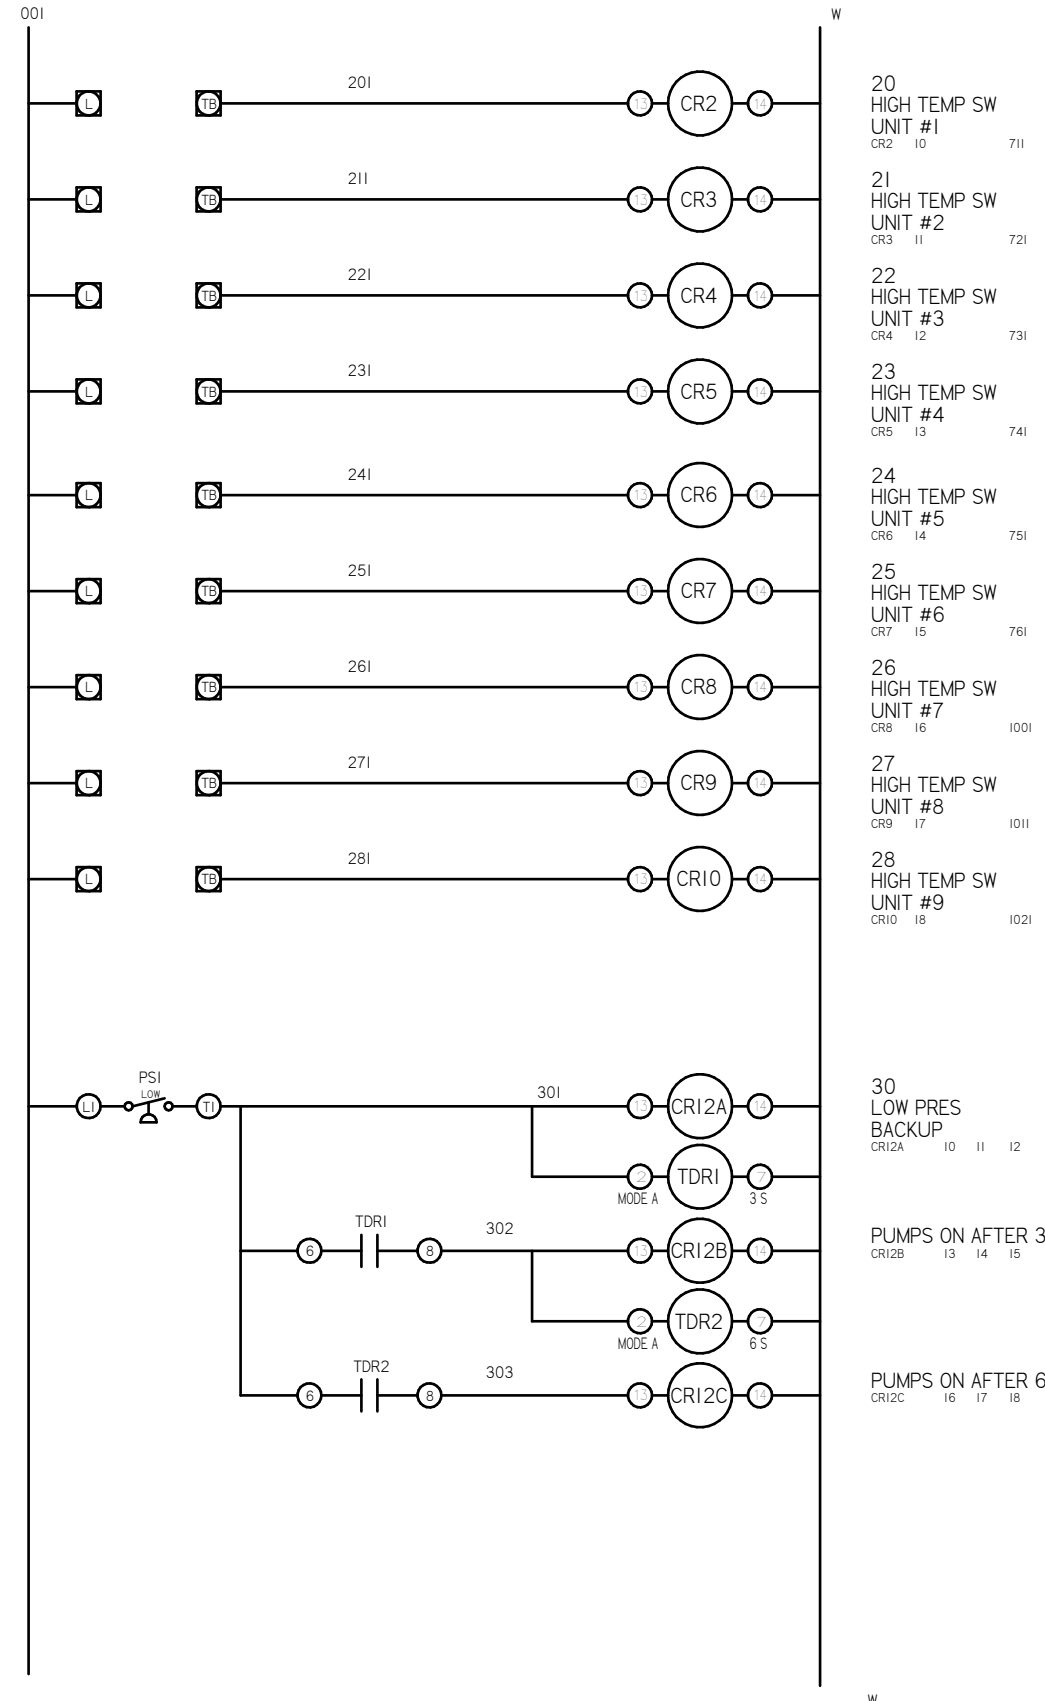 001 W
201
L TB 13 CR2 14
20
HIGH TEMP SW
UNIT #1
CR2 10 711
211
L TB 13 CR3 14
21
HIGH TEMP SW
UNIT #2
CR3 11 721
221
L TB 13 CR4 14
22
HIGH TEMP SW
UNIT #3
CR4 12 731
231
L TB 13 CR5 14
23
HIGH TEMP SW
UNIT #4
CR5 13 741
241
L TB 13 CR6 14
24
HIGH TEMP SW
UNIT #5
CR6 14 751
251
L TB 13 CR7 14
25
HIGH TEMP SW
UNIT #6
CR7 15 761
261
L TB 13 CR8 14
26
HIGH TEMP SW
UNIT #7
CR8 16 1001
271
L TB 13 CR9 14
27
HIGH TEMP SW
UNIT #8
CR9 17 1011
281
L TB 13 CR10 14
28
HIGH TEMP SW
UNIT #9
CR10 18 1021
PS1
LOW
301
L1 T1 13 CR12A 14
30
LOW PRES
BACKUP
CR12A 10 11 12
2 TDR1 7
MODE A 3 S
TDR1
302
6 8 13 CR12B 14
PUMPS ON AFTER 3
CR12B 13 14 15
2 TDR2 7
MODE A 6 S
TDR2
303
6 8 13 CR12C 14
PUMPS ON AFTER 6
CR12C 16 17 18
W